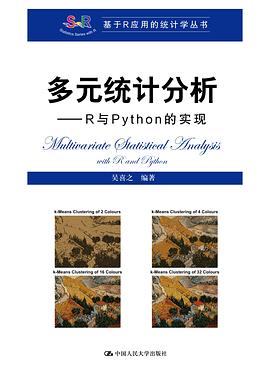 S R
Statistics Series with R
基于R应用的统计学丛书
多元统计分析
——R与Python的实现
Multivariate Statistical Analysis
with R and Python
吴喜之 编著
k-Means Clustering of 2 Colours
k-Means Clustering of 4 Colours
k-Means Clustering of 16 Colours
k-Means Clustering of 32 Colours
中国人民大学出版社